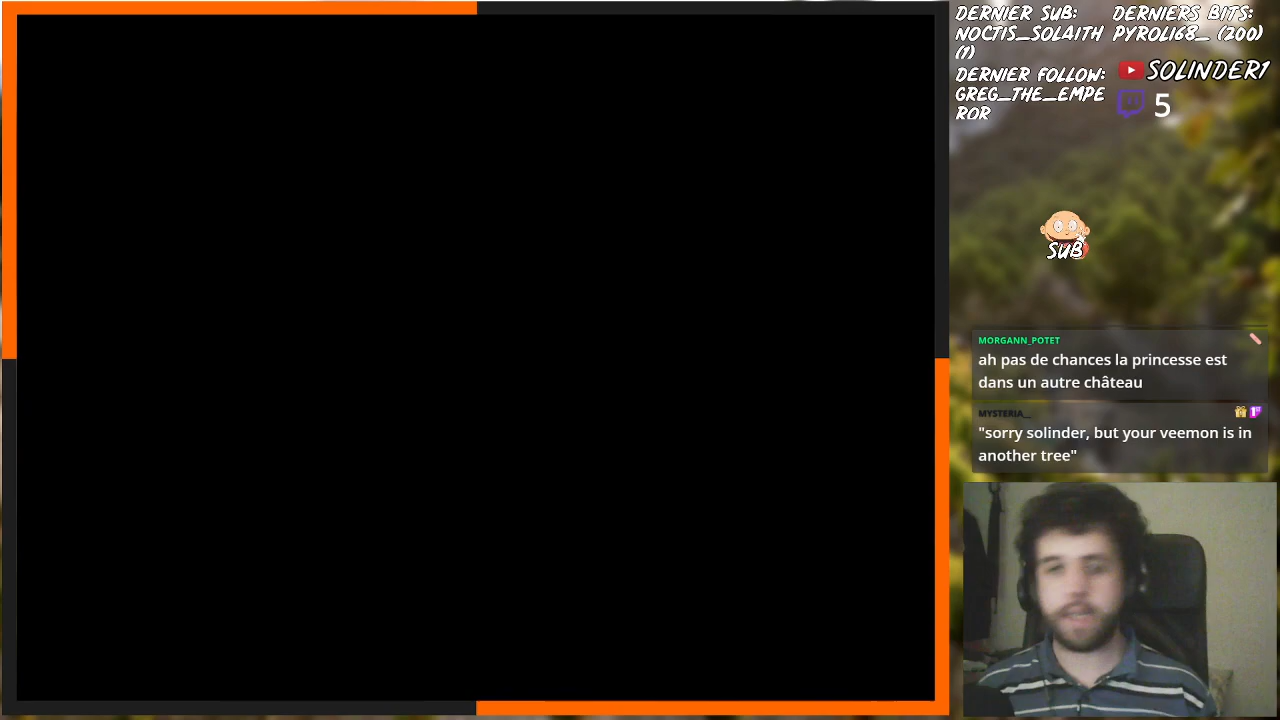 DERNIER SUB:
NOCTIS_SOLAITH
(1)
DERNIER FOLLOW:
GREG_THE_EMPE
ROR
DERNIERS BITS:
PYROLI68_ (200)
SOLINDER1
5
SUB
MORGANN_POTET
ah pas de chances la princesse est
dans un autre château
MYSTERIA__
"sorry solinder, but your veemon is in
another tree"